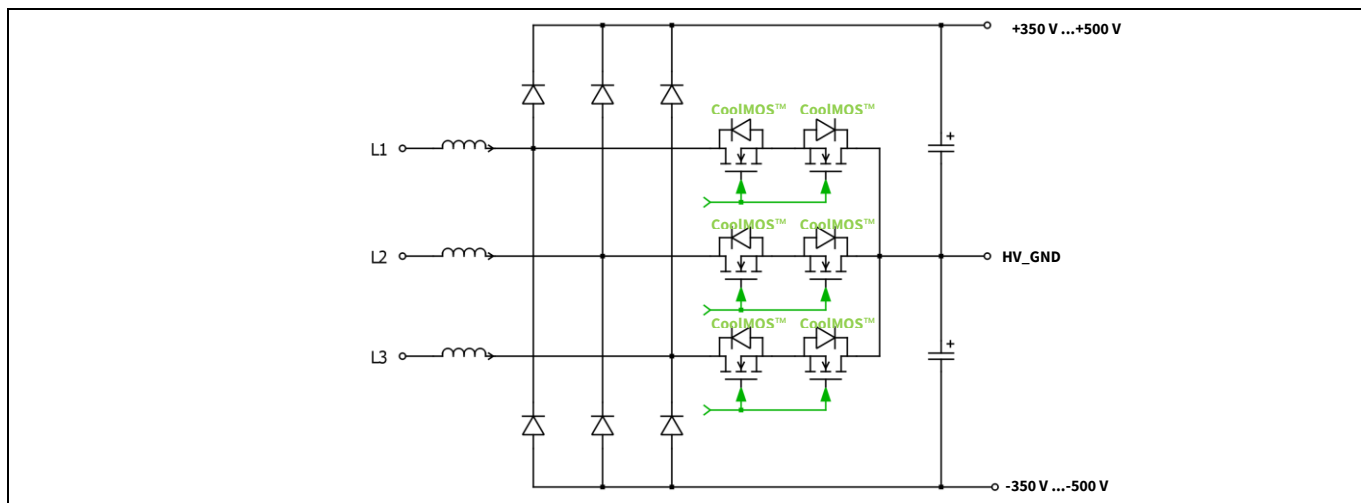 +350 V ...+500 V
CoolMOS™ CoolMOS™
L1
CoolMOS™ CoolMOS™
L2
HV_GND
CoolMOS™ CoolMOS™
L3
-350 V ...-500 V